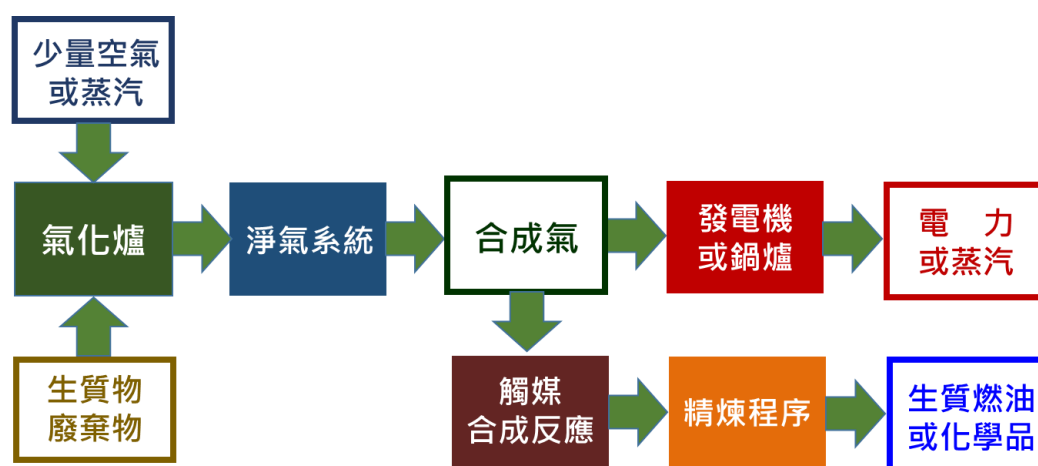 少量空氣
或蒸汽
氣化爐
淨氣系統
合成氣
發電機
或鍋爐
電　力
或蒸汽
生質物
廢棄物
觸媒
合成反應
精煉程序
生質燃油
或化學品